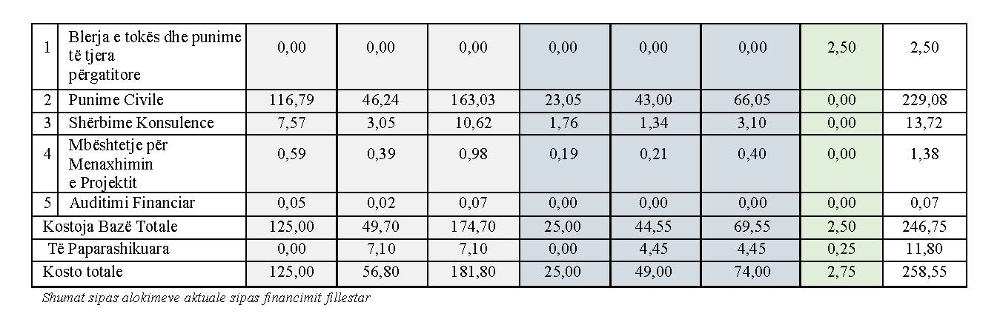 1 Blerja e tokës dhe punime të tjera përgatitore 0,00 0,00 0,00 0,00 0,00 0,00 2,50 2,50
2 Punime Civile 116,79 46,24 163,03 23,05 43,00 66,05 0,00 229,08
3 Shërbime Konsulence 7,57 3,05 10,62 1,76 1,34 3,10 0,00 13,72
4 Mbështetje për Menaxhimin e Projektit 0,59 0,39 0,98 0,19 0,21 0,40 0,00 1,38
5 Auditimi Financiar 0,05 0,02 0,07 0,00 0,00 0,00 0,00 0,07
Kostoja Bazë Totale 125,00 49,70 174,70 25,00 44,55 69,55 2,50 246,75
Të Paparashikuara 0,00 7,10 7,10 0,00 4,45 4,45 0,25 11,80
Kosto totale 125,00 56,80 181,80 25,00 49,00 74,00 2,75 258,55
Shumat sipas alokimeve aktuale sipas financimit fillestar